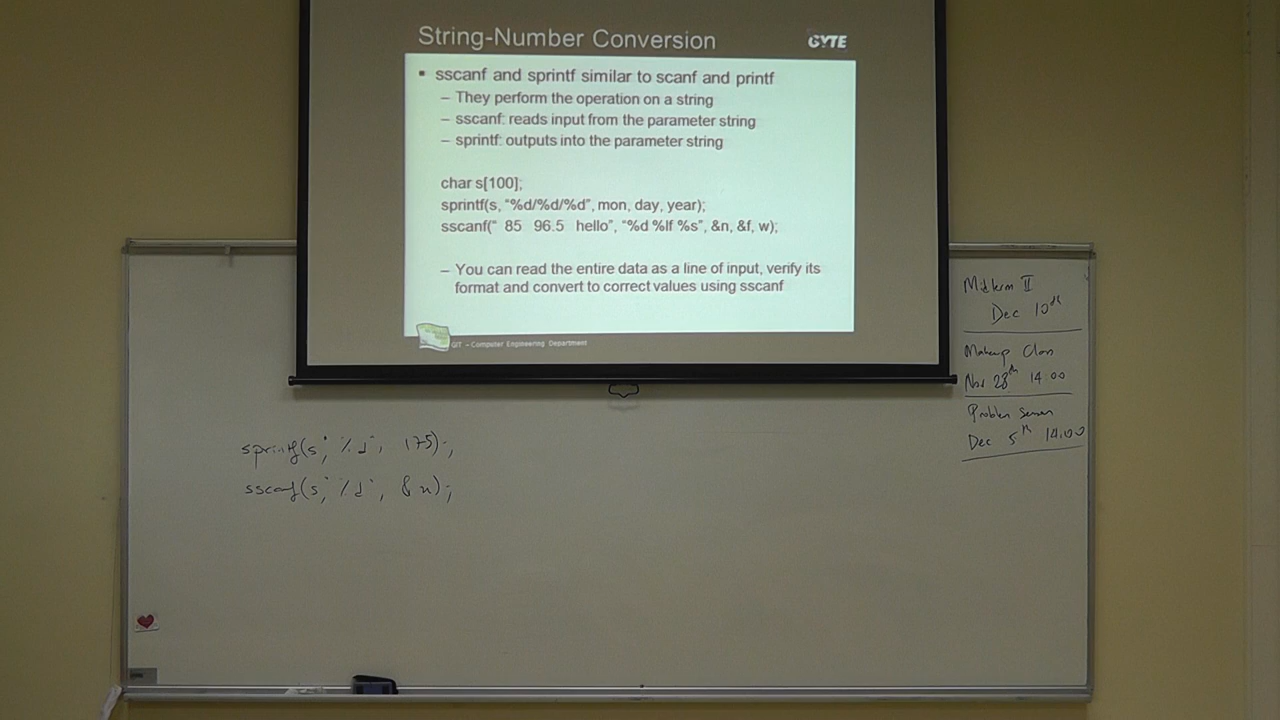 String-Number Conversion
GYTE
▪ sscanf and sprintf similar to scanf and printf
– They perform the operation on a string
– sscanf: reads input from the parameter string
– sprintf: outputs into the parameter string
char s[100];
sprintf(s, “%d/%d/%d”, mon, day, year);
sscanf(“ 85 96.5 hello”, “%d %lf %s”, &n, &f, w);
– You can read the entire data as a line of input, verify its
format and convert to correct values using sscanf
GIT – Computer Engineering Department
sprintf(s, "%d", 175);
sscanf(s, "%d", &n);
Midterm II
Dec 10th
Makeup Class
Nov 28th 14:00
Problem
Dec 5th 14:00